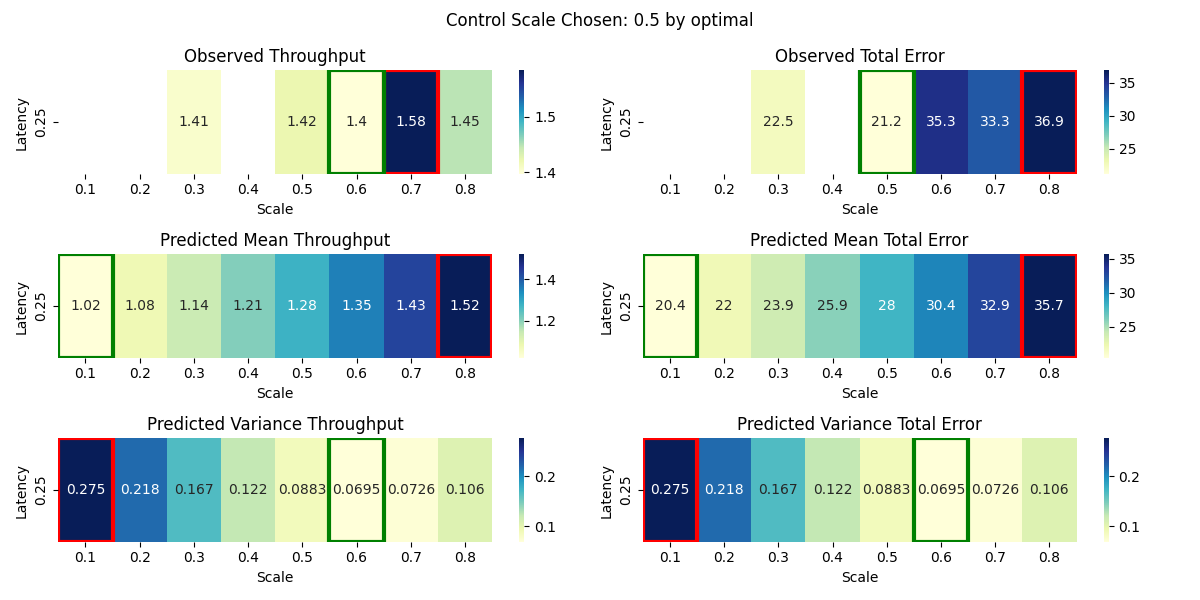 Control Scale Chosen: 0.5 by optimal
Observed Throughput
Latency
0.25
1.41 1.42 1.4 1.58 1.45
0.1 0.2 0.3 0.4 0.5 0.6 0.7 0.8
Scale
1.5
1.4
Observed Total Error
Latency
0.25
22.5 21.2 35.3 33.3 36.9
0.1 0.2 0.3 0.4 0.5 0.6 0.7 0.8
Scale
35
30
25
Predicted Mean Throughput
Latency
0.25
1.02 1.08 1.14 1.21 1.28 1.35 1.43 1.52
0.1 0.2 0.3 0.4 0.5 0.6 0.7 0.8
Scale
1.4
1.2
Predicted Mean Total Error
Latency
0.25
20.4 22 23.9 25.9 28 30.4 32.9 35.7
0.1 0.2 0.3 0.4 0.5 0.6 0.7 0.8
Scale
35
30
25
Predicted Variance Throughput
Latency
0.25
0.275 0.218 0.167 0.122 0.0883 0.0695 0.0726 0.106
0.1 0.2 0.3 0.4 0.5 0.6 0.7 0.8
Scale
0.2
0.1
Predicted Variance Total Error
Latency
0.25
0.275 0.218 0.167 0.122 0.0883 0.0695 0.0726 0.106
0.1 0.2 0.3 0.4 0.5 0.6 0.7 0.8
Scale
0.2
0.1